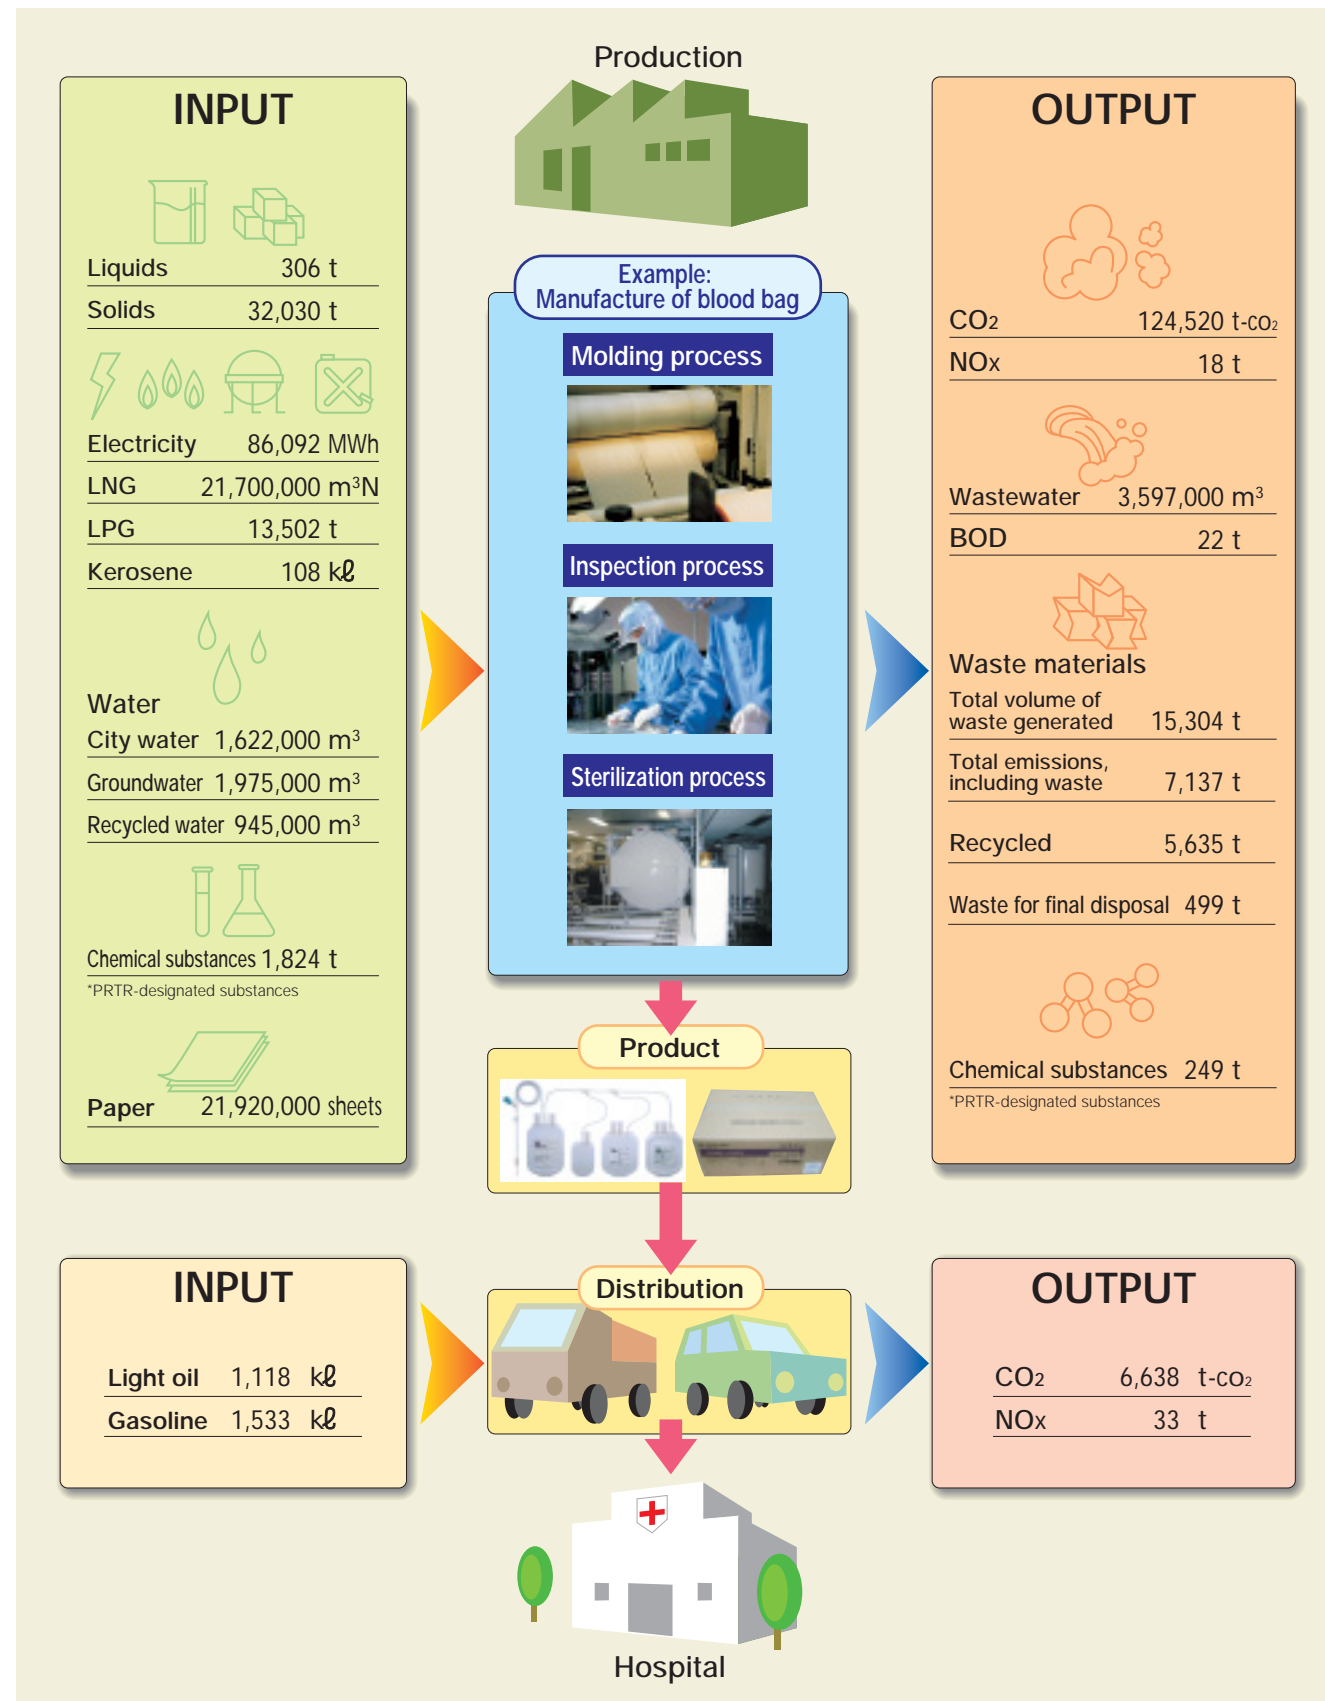 Production
INPUT
Liquids 306 t
Solids 32,030 t
Electricity 86,092 MWh
LNG 21,700,000 m³N
LPG 13,502 t
Kerosene 108 kℓ
Water
City water 1,622,000 m³
Groundwater 1,975,000 m³
Recycled water 945,000 m³
Chemical substances 1,824 t
*PRTR-designated substances
Paper 21,920,000 sheets
Example:
Manufacture of blood bag
Molding process
Inspection process
Sterilization process
OUTPUT
CO₂ 124,520 t-CO₂
NOx 18 t
Wastewater 3,597,000 m³
BOD 22 t
Waste materials
Total volume of
waste generated 15,304 t
Total emissions,
including waste 7,137 t
Recycled 5,635 t
Waste for final disposal 499 t
Chemical substances 249 t
*PRTR-designated substances
Product
INPUT
Light oil 1,118 kℓ
Gasoline 1,533 kℓ
Distribution
OUTPUT
CO₂ 6,638 t-CO₂
NOx 33 t
Hospital